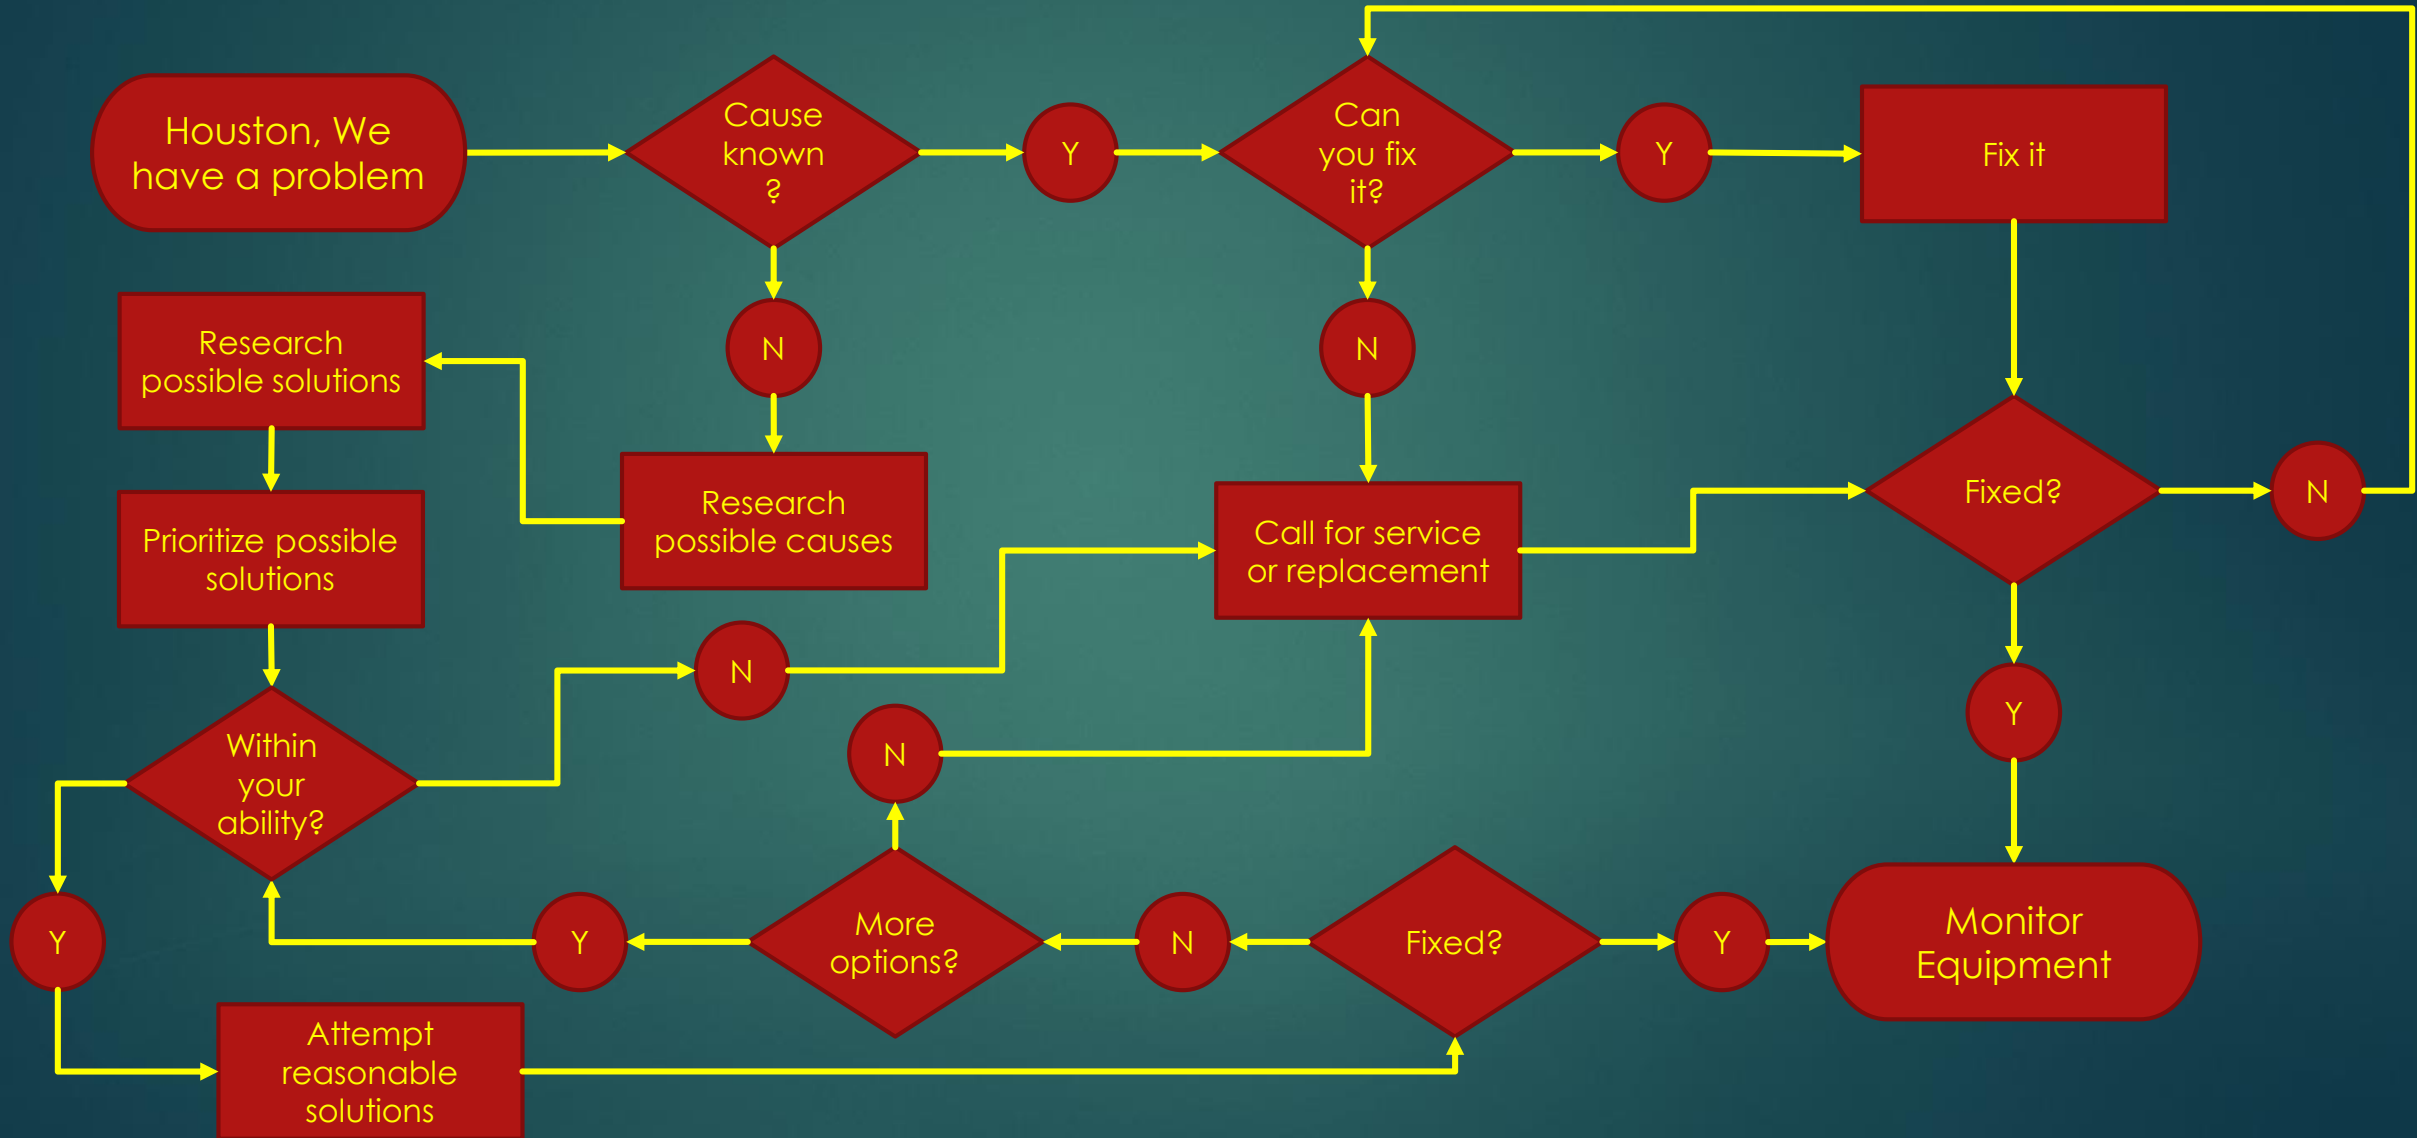 Houston, We
have a problem
Cause
known
?
Y
Can
you fix
it?
Y
Fix it
N
N
Research
possible solutions
Research
possible causes
Prioritize possible
solutions
Call for service
or replacement
Fixed?
N
N
Y
Within
your
ability?
N
Y
Y
More
options?
N
Fixed?
Y
Monitor
Equipment
Attempt
reasonable
solutions